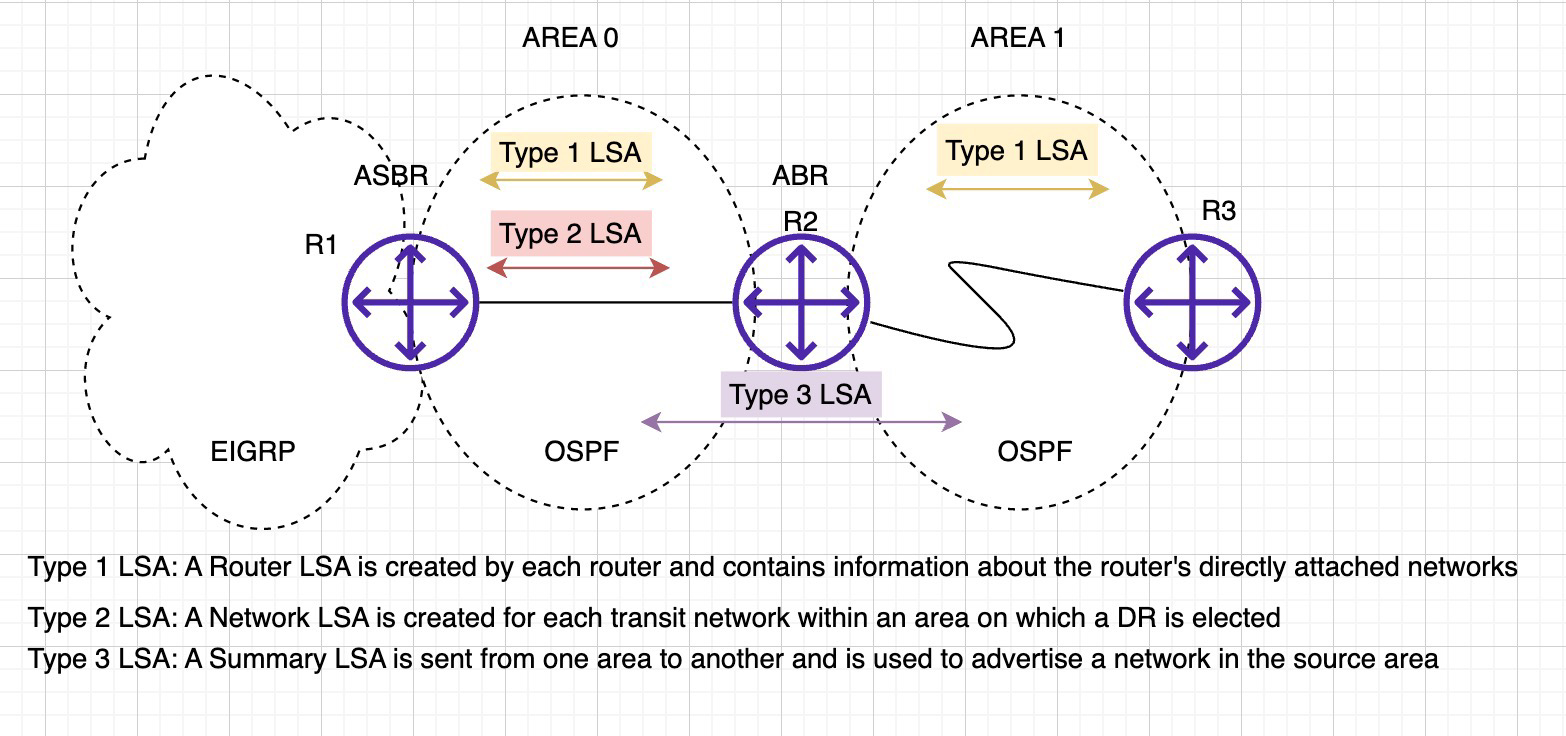 AREA 0
AREA 1
Type 1 LSA
Type 1 LSA
ASBR
ABR
R1
Type 2 LSA
R2
R3
Type 3 LSA
EIGRP
OSPF
OSPF
Type 1 LSA: A Router LSA is created by each router and contains information about the router's directly attached networks
Type 2 LSA: A Network LSA is created for each transit network within an area on which a DR is elected
Type 3 LSA: A Summary LSA is sent from one area to another and is used to advertise a network in the source area